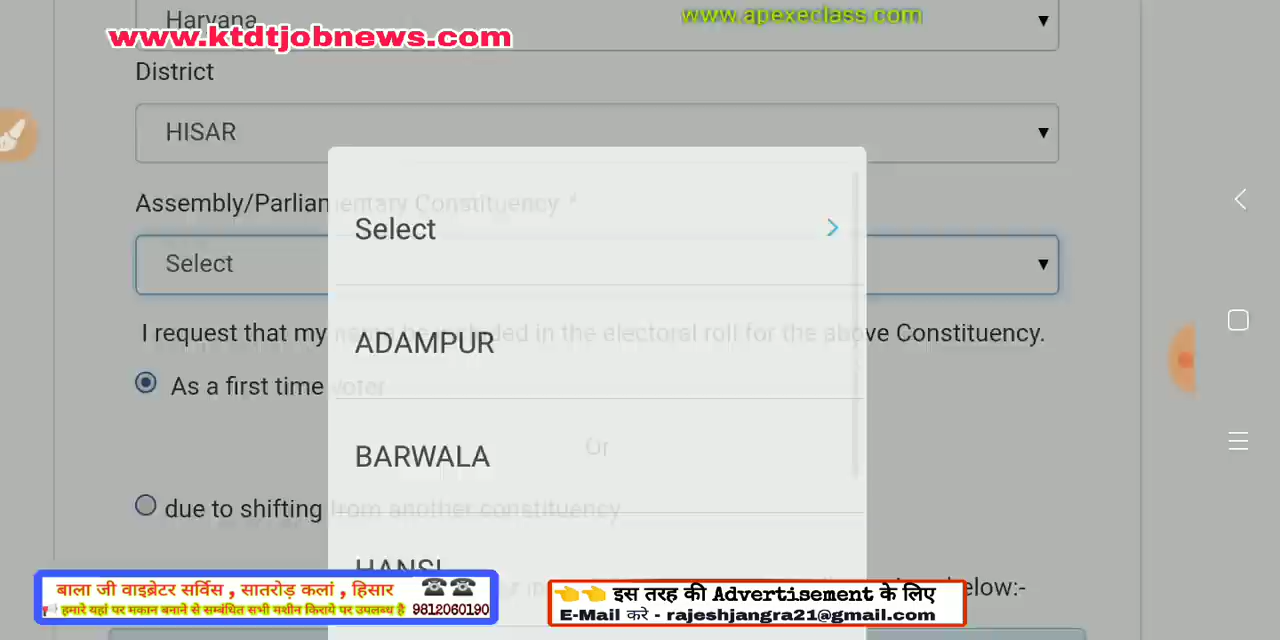 Haryana
www.apexeclass.com
www.ktdtjobnews.com
District
HISAR
Assembly/Parliamentary Constituency *
Select
Select
I request that my name be included in the electoral roll for the above Constituency.
ADAMPUR
As a first time voter
Or
BARWALA
due to shifting from another constituency
HANSI
below:-
बाला जी वाइब्रेटर सर्विस , सातरोड़ कलां , हिसार
हमारे यहां पर मकान बनाने से सम्बंधित सभी मशीन किराये पर उपलब्ध है 9812060190
इस तरह की Advertisement के लिए
E-Mail करे - rajeshjangra21@gmail.com